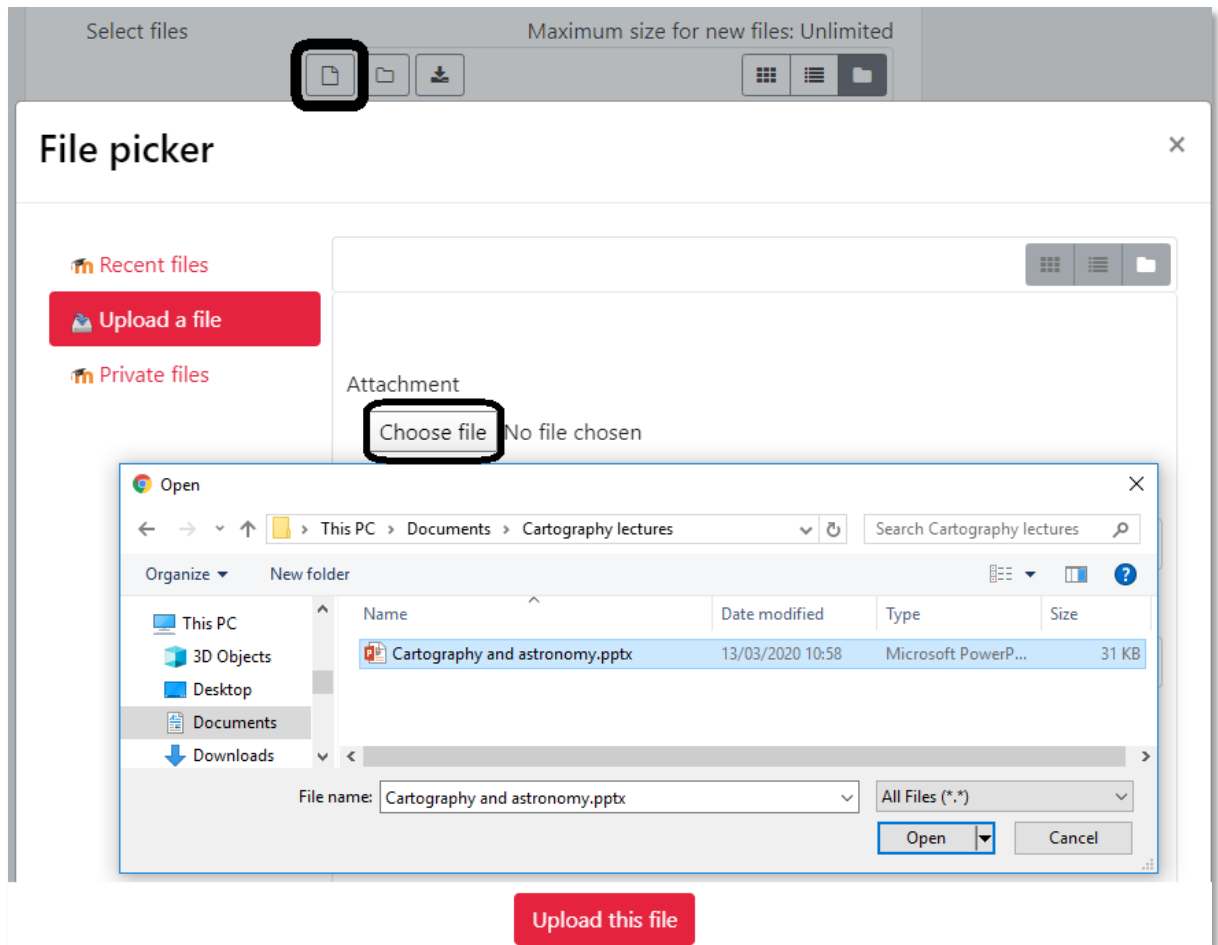 Select files Maximum size for new files: Unlimited
File picker ×
Recent files
Upload a file
Private files
Attachment
Choose file No file chosen
Open
This PC > Documents > Cartography lectures Search Cartography lectures
Organize New folder
Name Date modified Type Size
This PC
3D Objects
Desktop
Documents
Downloads
Cartography and astronomy.pptx 13/03/2020 10:58 Microsoft PowerP... 31 KB
File name: Cartography and astronomy.pptx All Files (*.*)
Open Cancel
Upload this file